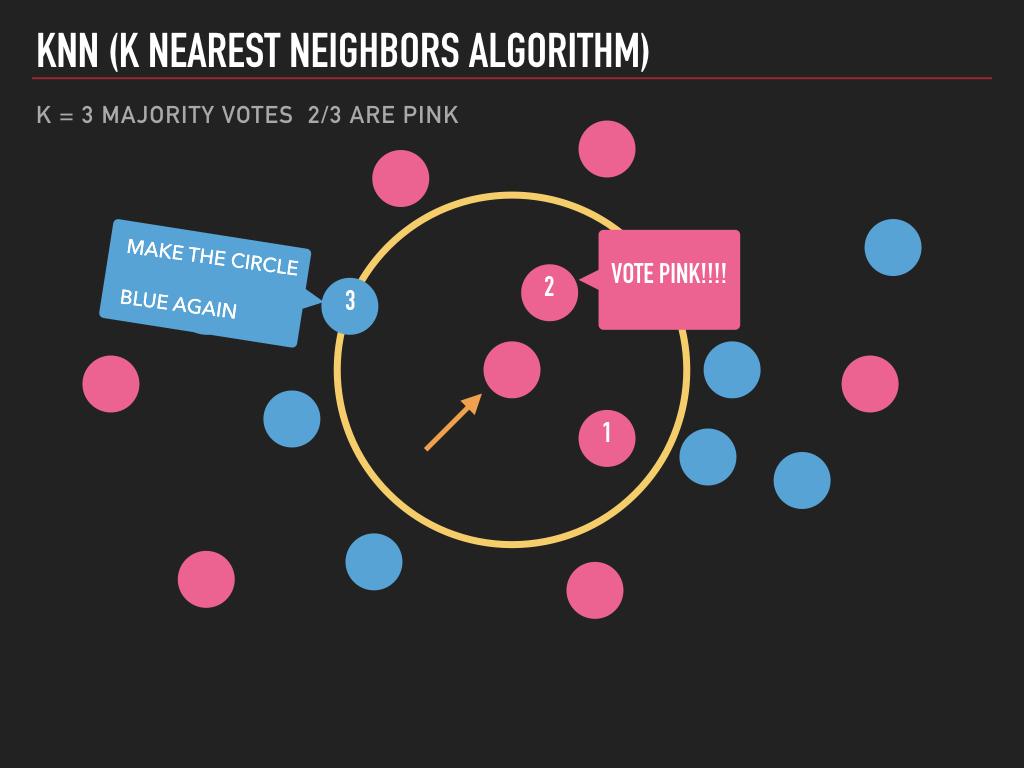 KNN (K NEAREST NEIGHBORS ALGORITHM)
K = 3 MAJORITY VOTES 2/3 ARE PINK
MAKE THE CIRCLE
BLUE AGAIN
3
2
VOTE PINK!!!!
1